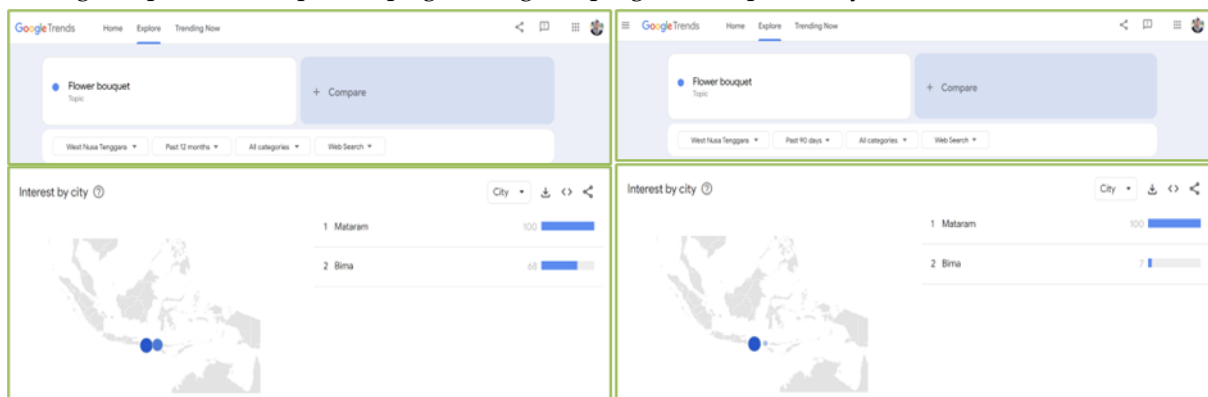 Google Trends Home Explore Trending Now
Flower bouquet
Topic
+ Compare
West Nusa Tenggara Past 12 months All categories Web Search
Interest by city
City
1 Mataram 100
2 Bima 68
Google Trends Home Explore Trending Now
Flower bouquet
Topic
+ Compare
West Nusa Tenggara Past 90 days All categories Web Search
Interest by city
City
1 Mataram 100
2 Bima 7